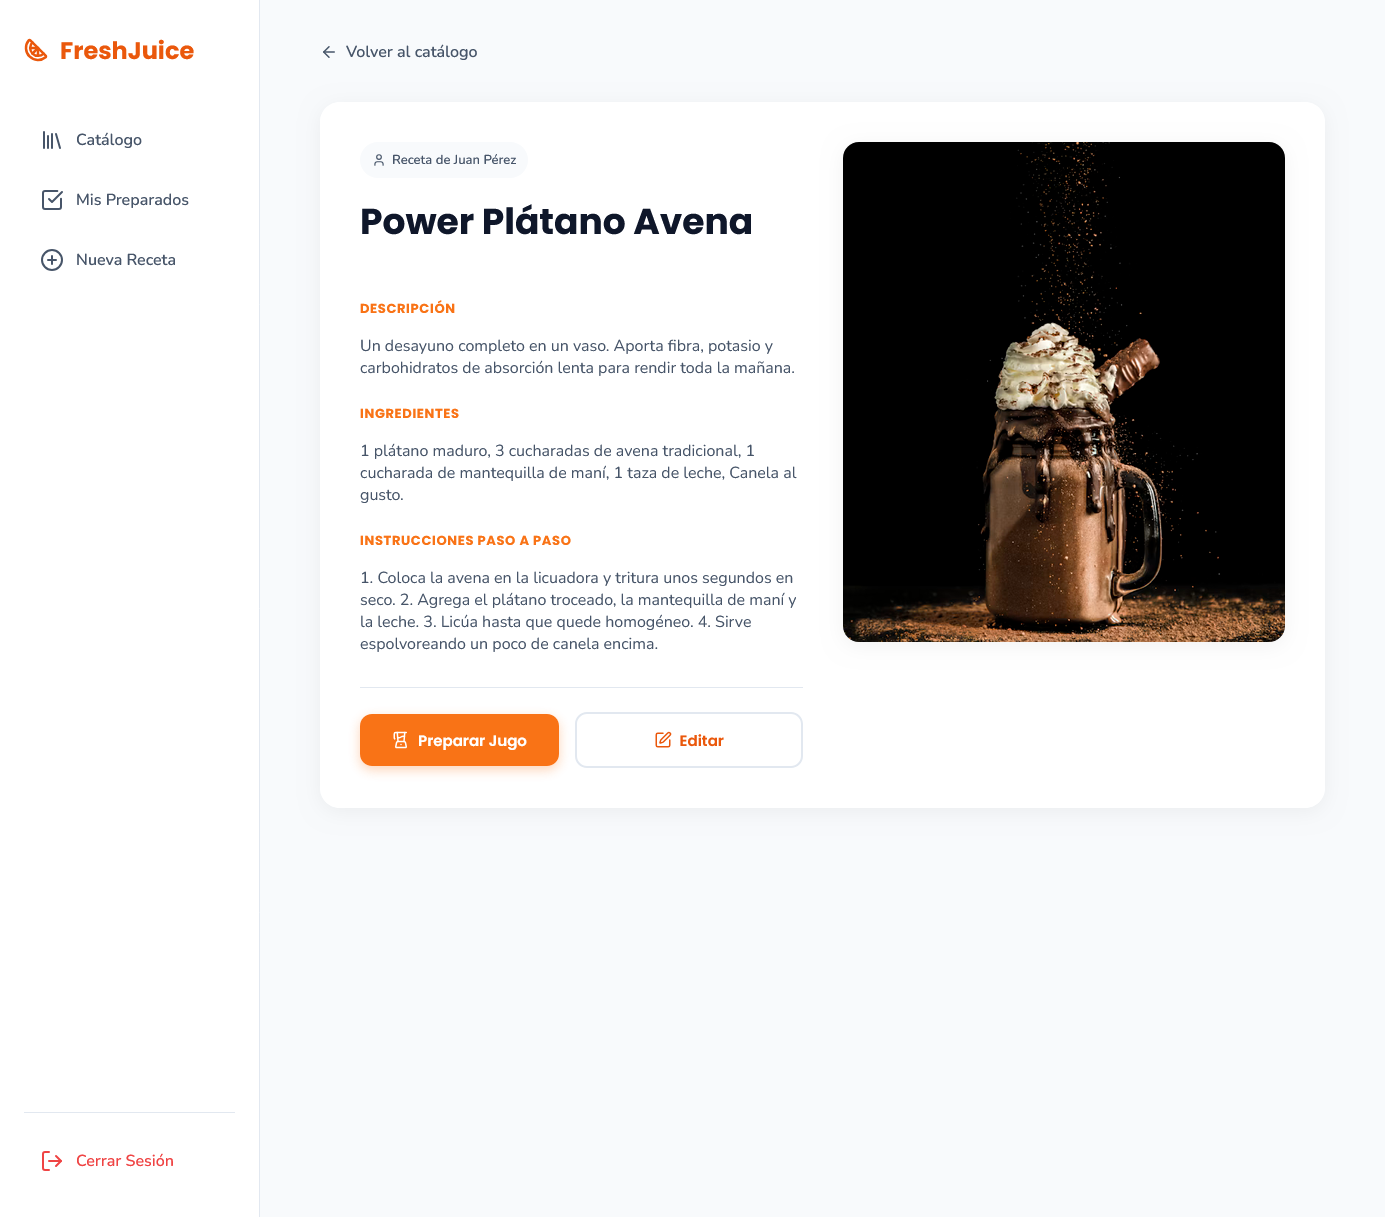 FreshJuice
Catálogo
Mis Preparados
Nueva Receta
Cerrar Sesión
Volver al catálogo
Receta de Juan Pérez
Power Plátano Avena
DESCRIPCIÓN
Un desayuno completo en un vaso. Aporta fibra, potasio y
carbohidratos de absorción lenta para rendir toda la mañana.
INGREDIENTES
1 plátano maduro, 3 cucharadas de avena tradicional, 1
cucharada de mantequilla de maní, 1 taza de leche, Canela al
gusto.
INSTRUCCIONES PASO A PASO
1. Coloca la avena en la licuadora y tritura unos segundos en
seco. 2. Agrega el plátano troceado, la mantequilla de maní y
la leche. 3. Licúa hasta que quede homogéneo. 4. Sirve
espolvoreando un poco de canela encima.
Preparar Jugo
Editar